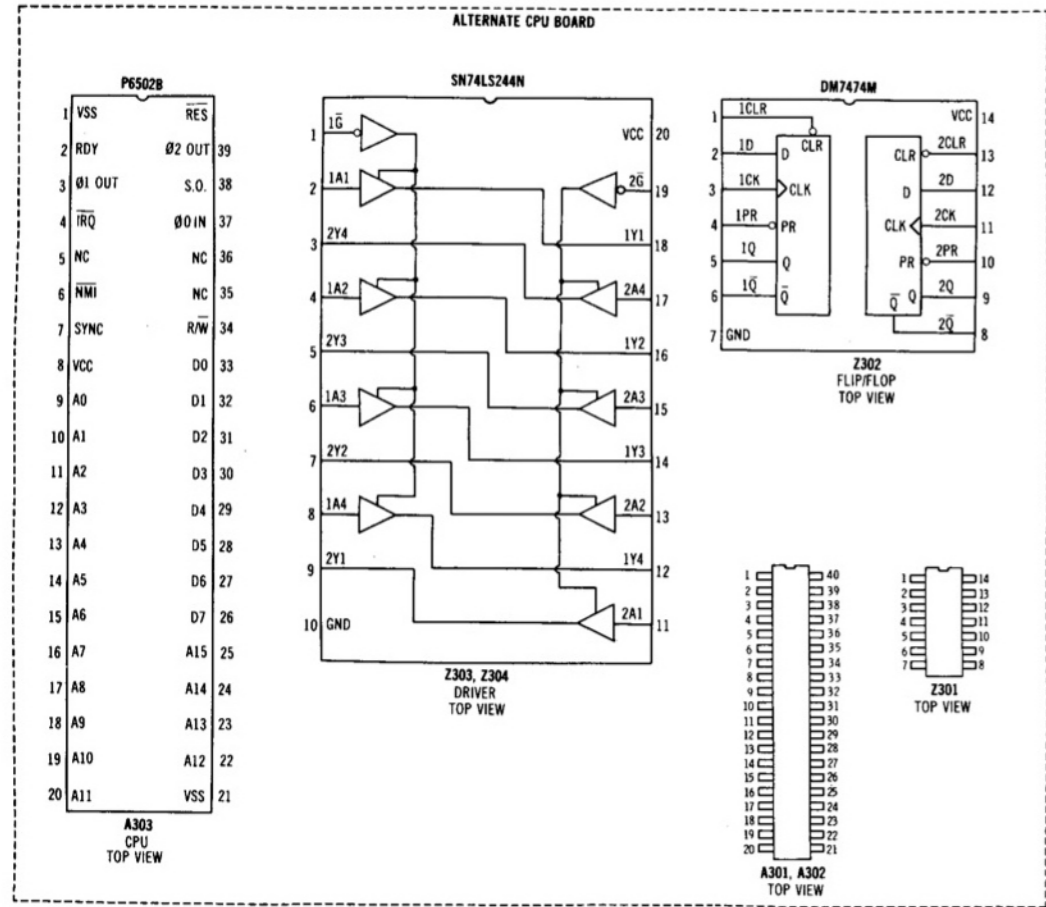 ALTERNATE CPU BOARD
P6502B
1 VSS R̅E̅S̅
2 RDY Ø2 OUT 39
3 Ø1 OUT S.O. 38
4 I̅R̅Q̅ Ø0 IN 37
5 NC NC 36
6 N̅M̅I̅ NC 35
7 SYNC R/W̅ 34
8 VCC D0 33
9 A0 D1 32
10 A1 D2 31
11 A2 D3 30
12 A3 D4 29
13 A4 D5 28
14 A5 D6 27
15 A6 D7 26
16 A7 A15 25
17 A8 A14 24
18 A9 A13 23
19 A10 A12 22
20 A11 VSS 21
A303
CPU
TOP VIEW
SN74LS244N
1 1G̅ VCC 20
2 1A1 2G̅ 19
3 2Y4 1Y1 18
4 1A2 2A4 17
5 2Y3 1Y2 16
6 1A3 2A3 15
7 2Y2 1Y3 14
8 1A4 2A2 13
9 2Y1 1Y4 12
10 GND 2A1 11
Z303, Z304
DRIVER
TOP VIEW
DM7474M
1 1CLR CLR VCC 14
2 1D D CLR 2CLR 13
3 1CK CLK D 2D 12
4 1PR PR CLK 2CK 11
5 1Q Q PR 2PR 10
6 1Q̅ Q̅ Q 2Q 9
7 GND Q̅ 2Q̅ 8
Z302
FLIP/FLOP
TOP VIEW
1 40
2 39
3 38
4 37
5 36
6 35
7 34
8 33
9 32
10 31
11 30
12 29
13 28
14 27
15 26
16 25
17 24
18 23
19 22
20 21
A301, A302
TOP VIEW
1 14
2 13
3 12
4 11
5 10
6 9
7 8
Z301
TOP VIEW